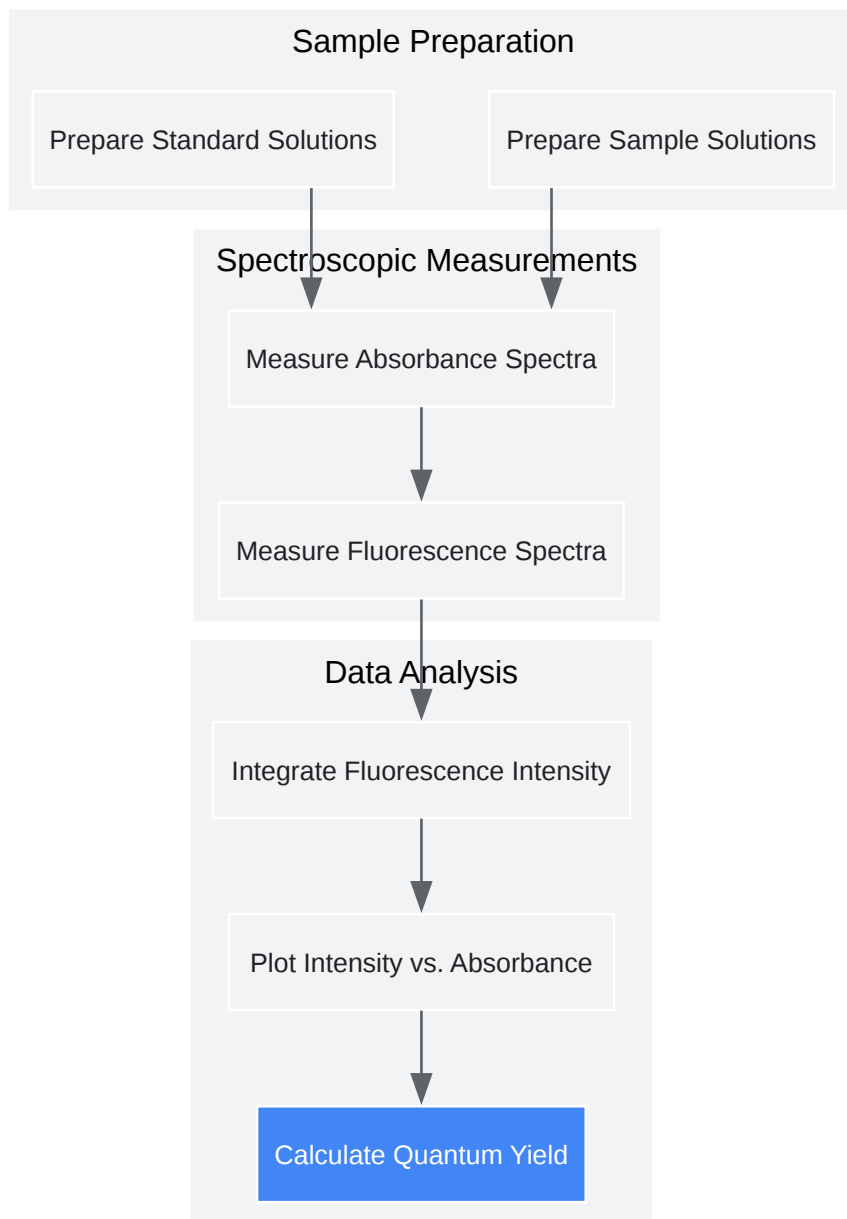 Sample Preparation
Prepare Standard Solutions
Prepare Sample Solutions
Spectroscopic Measurements
Measure Absorbance Spectra
Measure Fluorescence Spectra
Data Analysis
Integrate Fluorescence Intensity
Plot Intensity vs. Absorbance
Calculate Quantum Yield